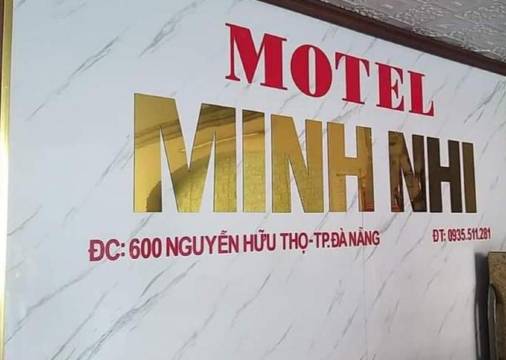 MOTEL
MINH NHI
ĐC: 600 NGUYỄN HỮU THỌ-TP.ĐÀ NẴNG ĐT: 0935.511.281